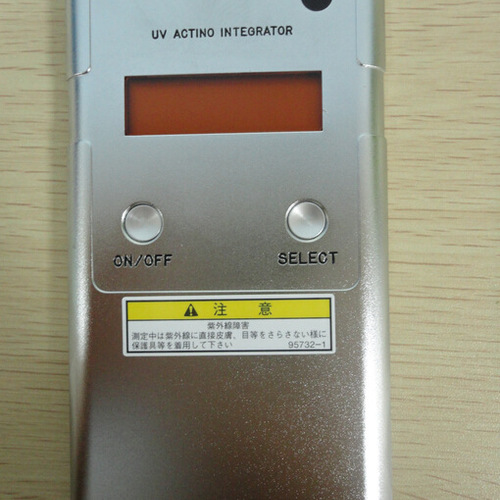 UV ACTINO INTEGRATOR
ON/OFF
SELECT
注 意
紫外線障害
測定中は紫外線に直接皮膚、目等をさらさない様に
保護具等を着用して下さい 95732-1